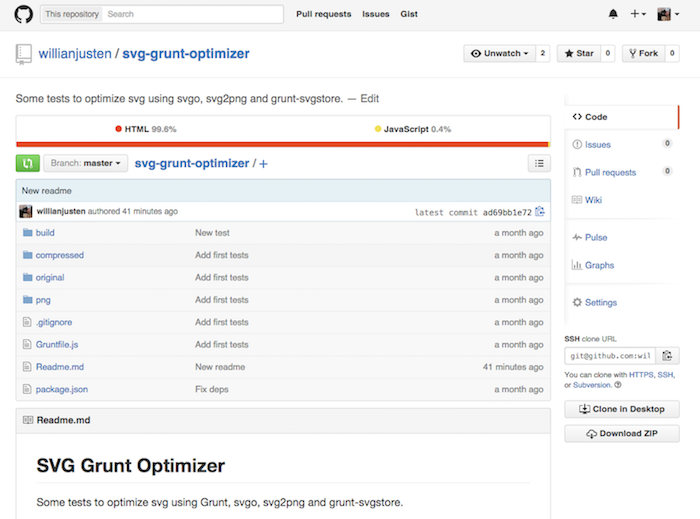 This repository Search Pull requests Issues Gist
willianjusten / svg-grunt-optimizer Unwatch 2 Star 0 Fork 0
Some tests to optimize svg using svgo, svg2png and grunt-svgstore. — Edit
HTML 99.6% JavaScript 0.4%
Branch: master svg-grunt-optimizer / +
New readme
willianjusten authored 41 minutes ago latest commit ad69bb1e72
build New test a month ago
compressed Add first tests a month ago
original Add first tests a month ago
png Add first tests a month ago
.gitignore Add first tests a month ago
Gruntfile.js Add first tests a month ago
Readme.md New readme 41 minutes ago
package.json Fix deps a month ago
Readme.md
SVG Grunt Optimizer
Some tests to optimize svg using Grunt, svgo, svg2png and grunt-svgstore.
Code
Issues 0
Pull requests 0
Wiki
Pulse
Graphs
Settings
SSH clone URL
git@github.com:wil
You can clone with HTTPS, SSH,
or Subversion.
Clone in Desktop
Download ZIP